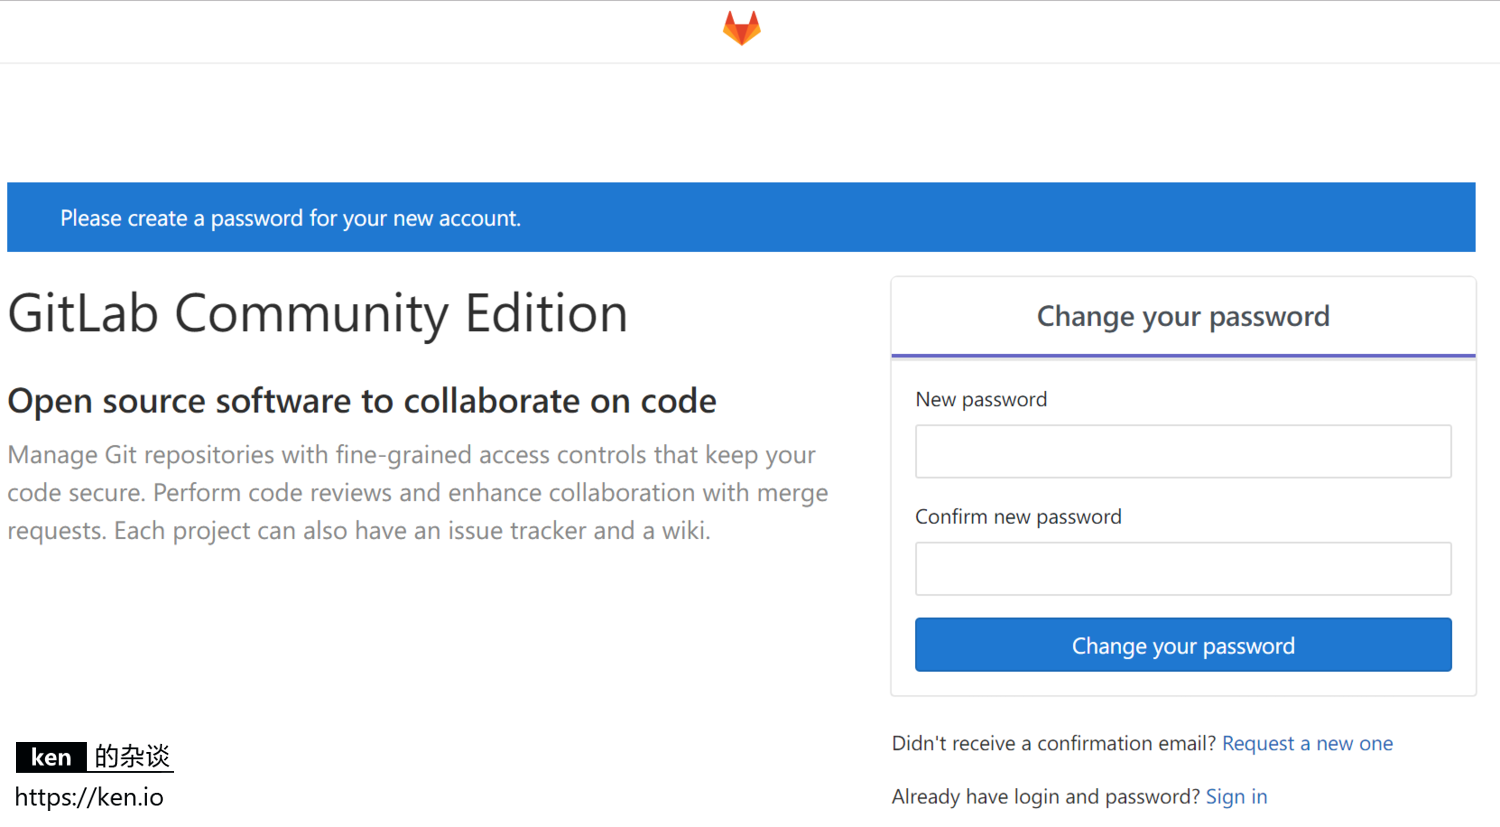 Please create a password for your new account.
GitLab Community Edition
Open source software to collaborate on code
Manage Git repositories with fine-grained access controls that keep your
code secure. Perform code reviews and enhance collaboration with merge
requests. Each project can also have an issue tracker and a wiki.
Change your password
New password
Confirm new password
Change your password
Didn't receive a confirmation email? Request a new one
Already have login and password? Sign in
ken 的杂谈
https://ken.io